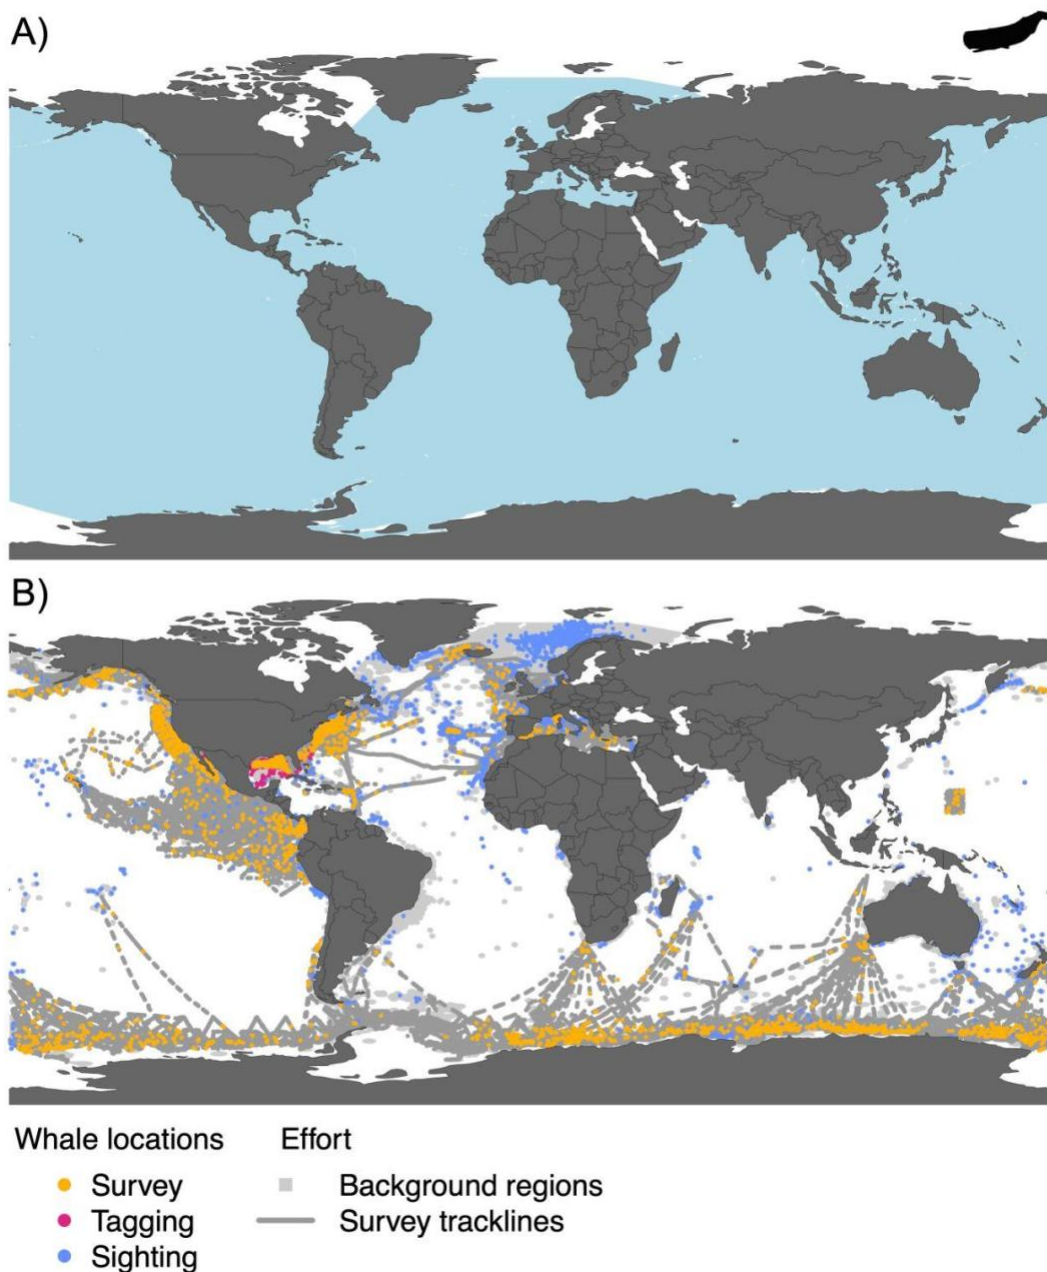 A)
B)
Whale locations Effort
Survey Background regions
Tagging Survey tracklines
Sighting